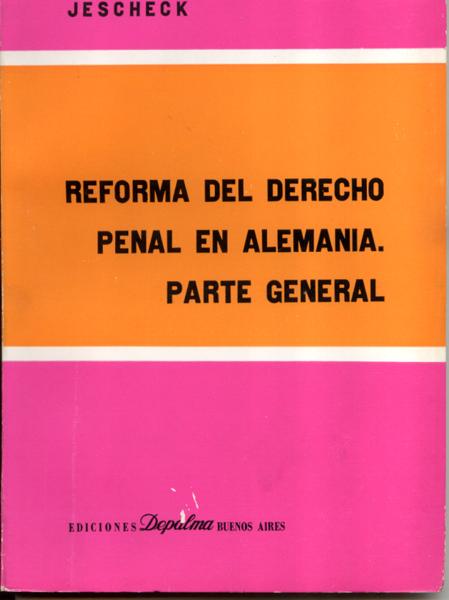 JESCHECK
REFORMA DEL DERECHO
PENAL EN ALEMANIA.
PARTE GENERAL
EDICIONES Depalma BUENOS AIRES